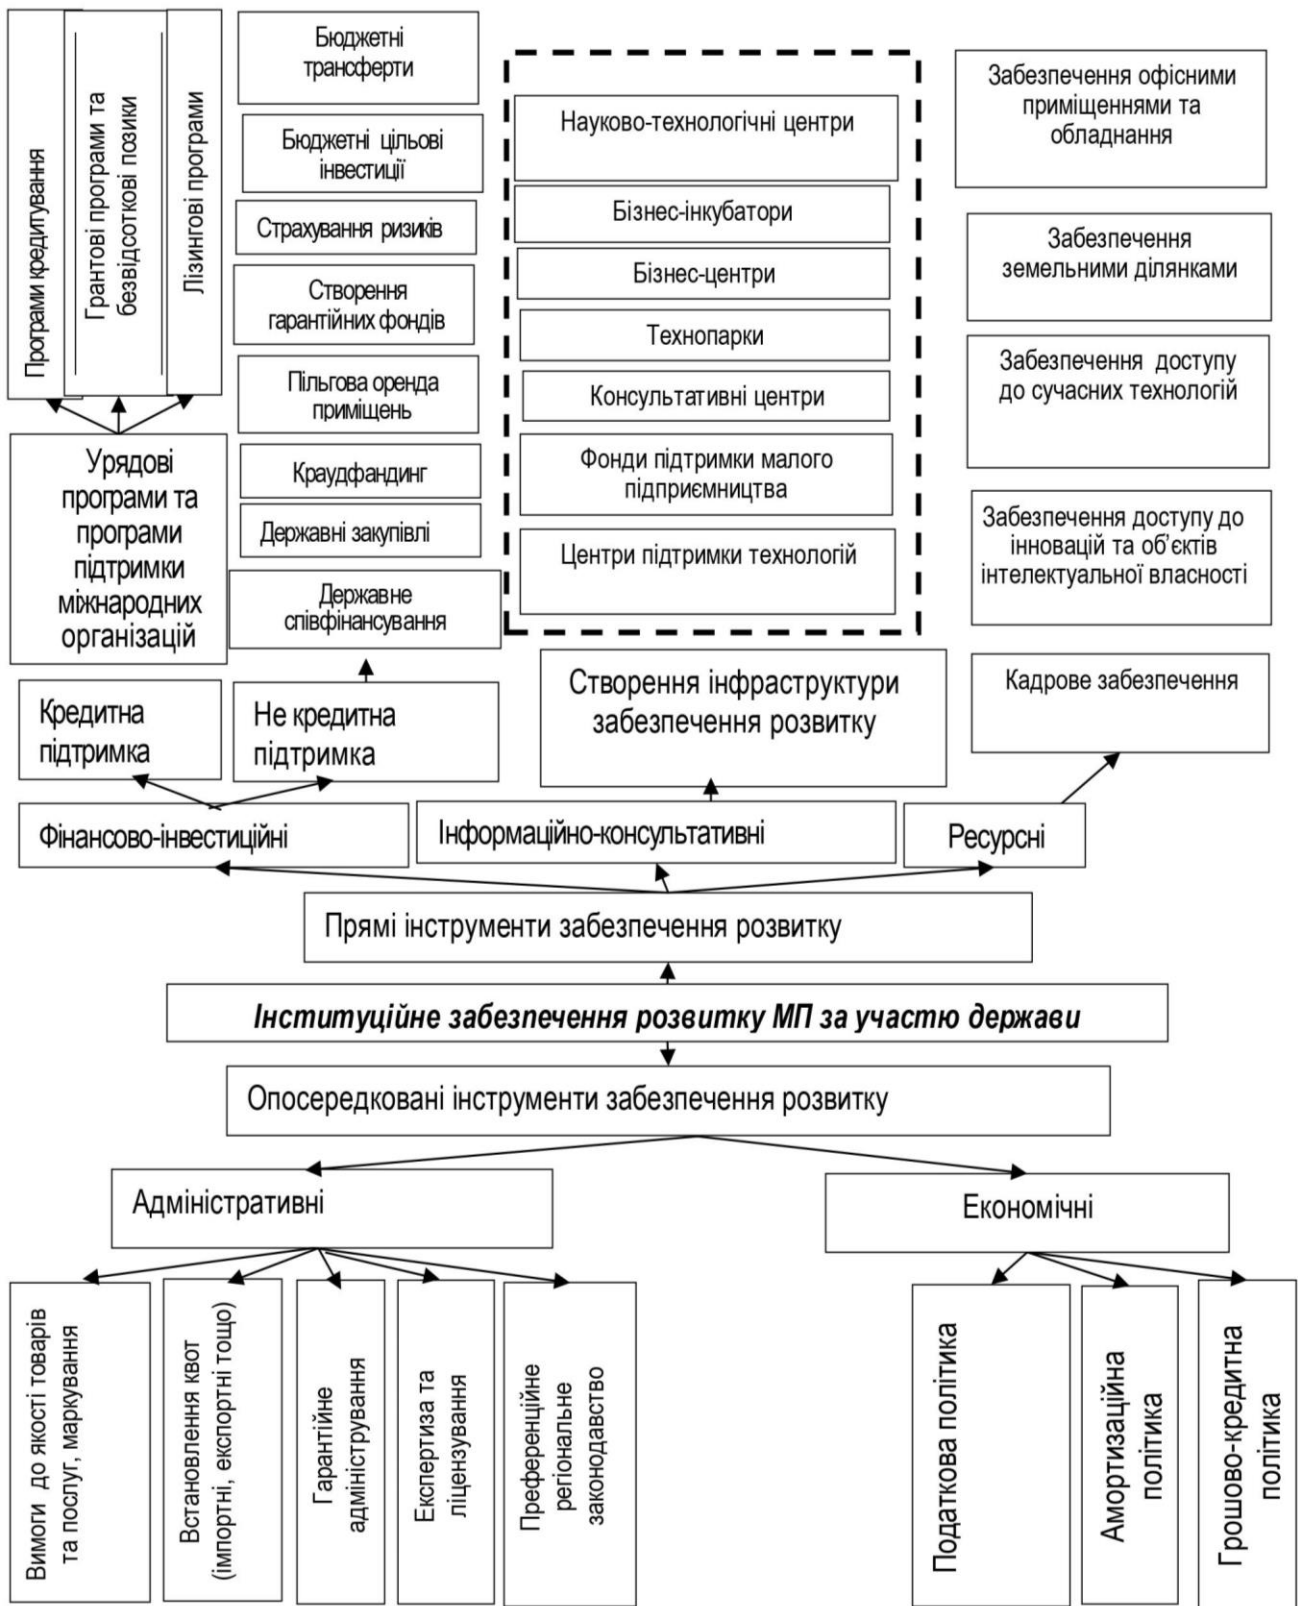 Програми кредитування
Грантові програми та
безвідсоткові позики
Лізингові програми
Урядові
програми та
програми
підтримки
міжнародних
організацій
Кредитна
підтримка
Бюджетні
трансферти
Бюджетні цільові
інвестиції
Страхування ризиків
Створення
гарантійних фондів
Пільгова оренда
приміщень
Краудфандинг
Державні закупівлі
Державне
співфінансування
Не кредитна
підтримка
Науково-технологічні центри
Бізнес-інкубатори
Бізнес-центри
Технопарки
Консультативні центри
Фонди підтримки малого
підприємництва
Центри підтримки технологій
Створення інфраструктури
забезпечення розвитку
Забезпечення офісними
приміщеннями та
обладнання
Забезпечення
земельними ділянками
Забезпечення доступу
до сучасних технологій
Забезпечення доступу до
інновацій та об’єктів
інтелектуальної власності
Кадрове забезпечення
Фінансово-інвестиційні
Інформаційно-консультативні
Ресурсні
Прямі інструменти забезпечення розвитку
Інституційне забезпечення розвитку МП за участю держави
Опосередковані інструменти забезпечення розвитку
Адміністративні
Економічні
Вимоги до якості товарів
та послуг, маркування
Встановлення квот
(імпортні, експортні тощо)
Гарантійне
адміністрування
Експертиза та
ліцензування
Преференційне
регіональне
законодавство
Податкова політика
Амортизаційна
політика
Грошово-кредитна
політика